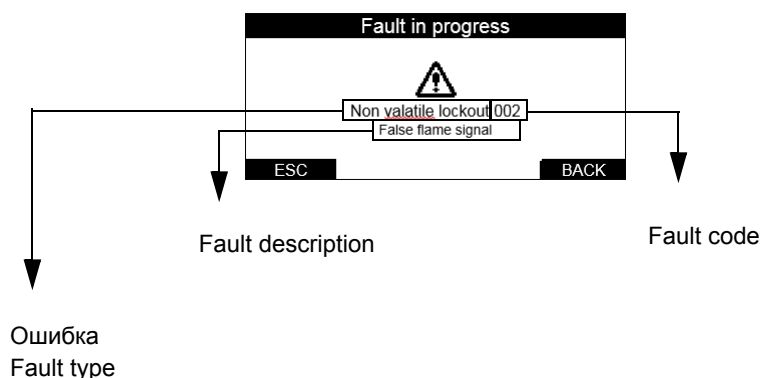 Fault in progress
Non valatile lockout 002
False flame signal
ESC BACK
Fault description
Fault code
Ошибка
Fault type